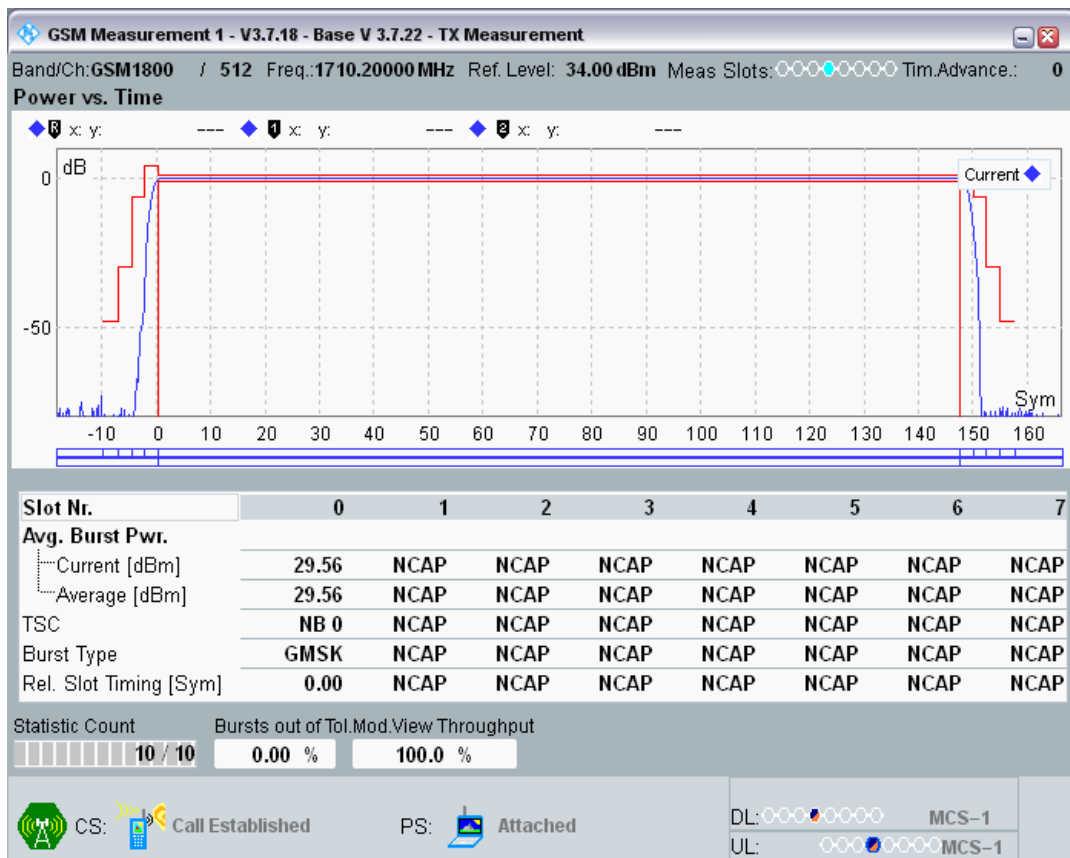 GSM Measurement 1 - V3.7.18 - Base V 3.7.22 - TX Measurement
Band/Ch:GSM1800 / 512 Freq.:1710.20000 MHz Ref. Level: 34.00 dBm Meas Slots: Tim.Advance.: 0
Power vs. Time
R x: y: --- 1 x: y: --- 2 x: y: ---
dB
0
Current
-50
Sym
-10 0 10 20 30 40 50 60 70 80 90 100 110 120 130 140 150 160
Slot Nr. 0 1 2 3 4 5 6 7
Avg. Burst Pwr.
Current [dBm] 29.56 NCAP NCAP NCAP NCAP NCAP NCAP NCAP
Average [dBm] 29.56 NCAP NCAP NCAP NCAP NCAP NCAP NCAP
TSC NB 0 NCAP NCAP NCAP NCAP NCAP NCAP NCAP
Burst Type GMSK NCAP NCAP NCAP NCAP NCAP NCAP NCAP
Rel. Slot Timing [Sym] 0.00 NCAP NCAP NCAP NCAP NCAP NCAP NCAP
Statistic Count Bursts out of Tol.Mod.View Throughput
10 / 10 0.00 % 100.0 %
CS: Call Established PS: Attached
DL: MCS-1
UL: MCS-1